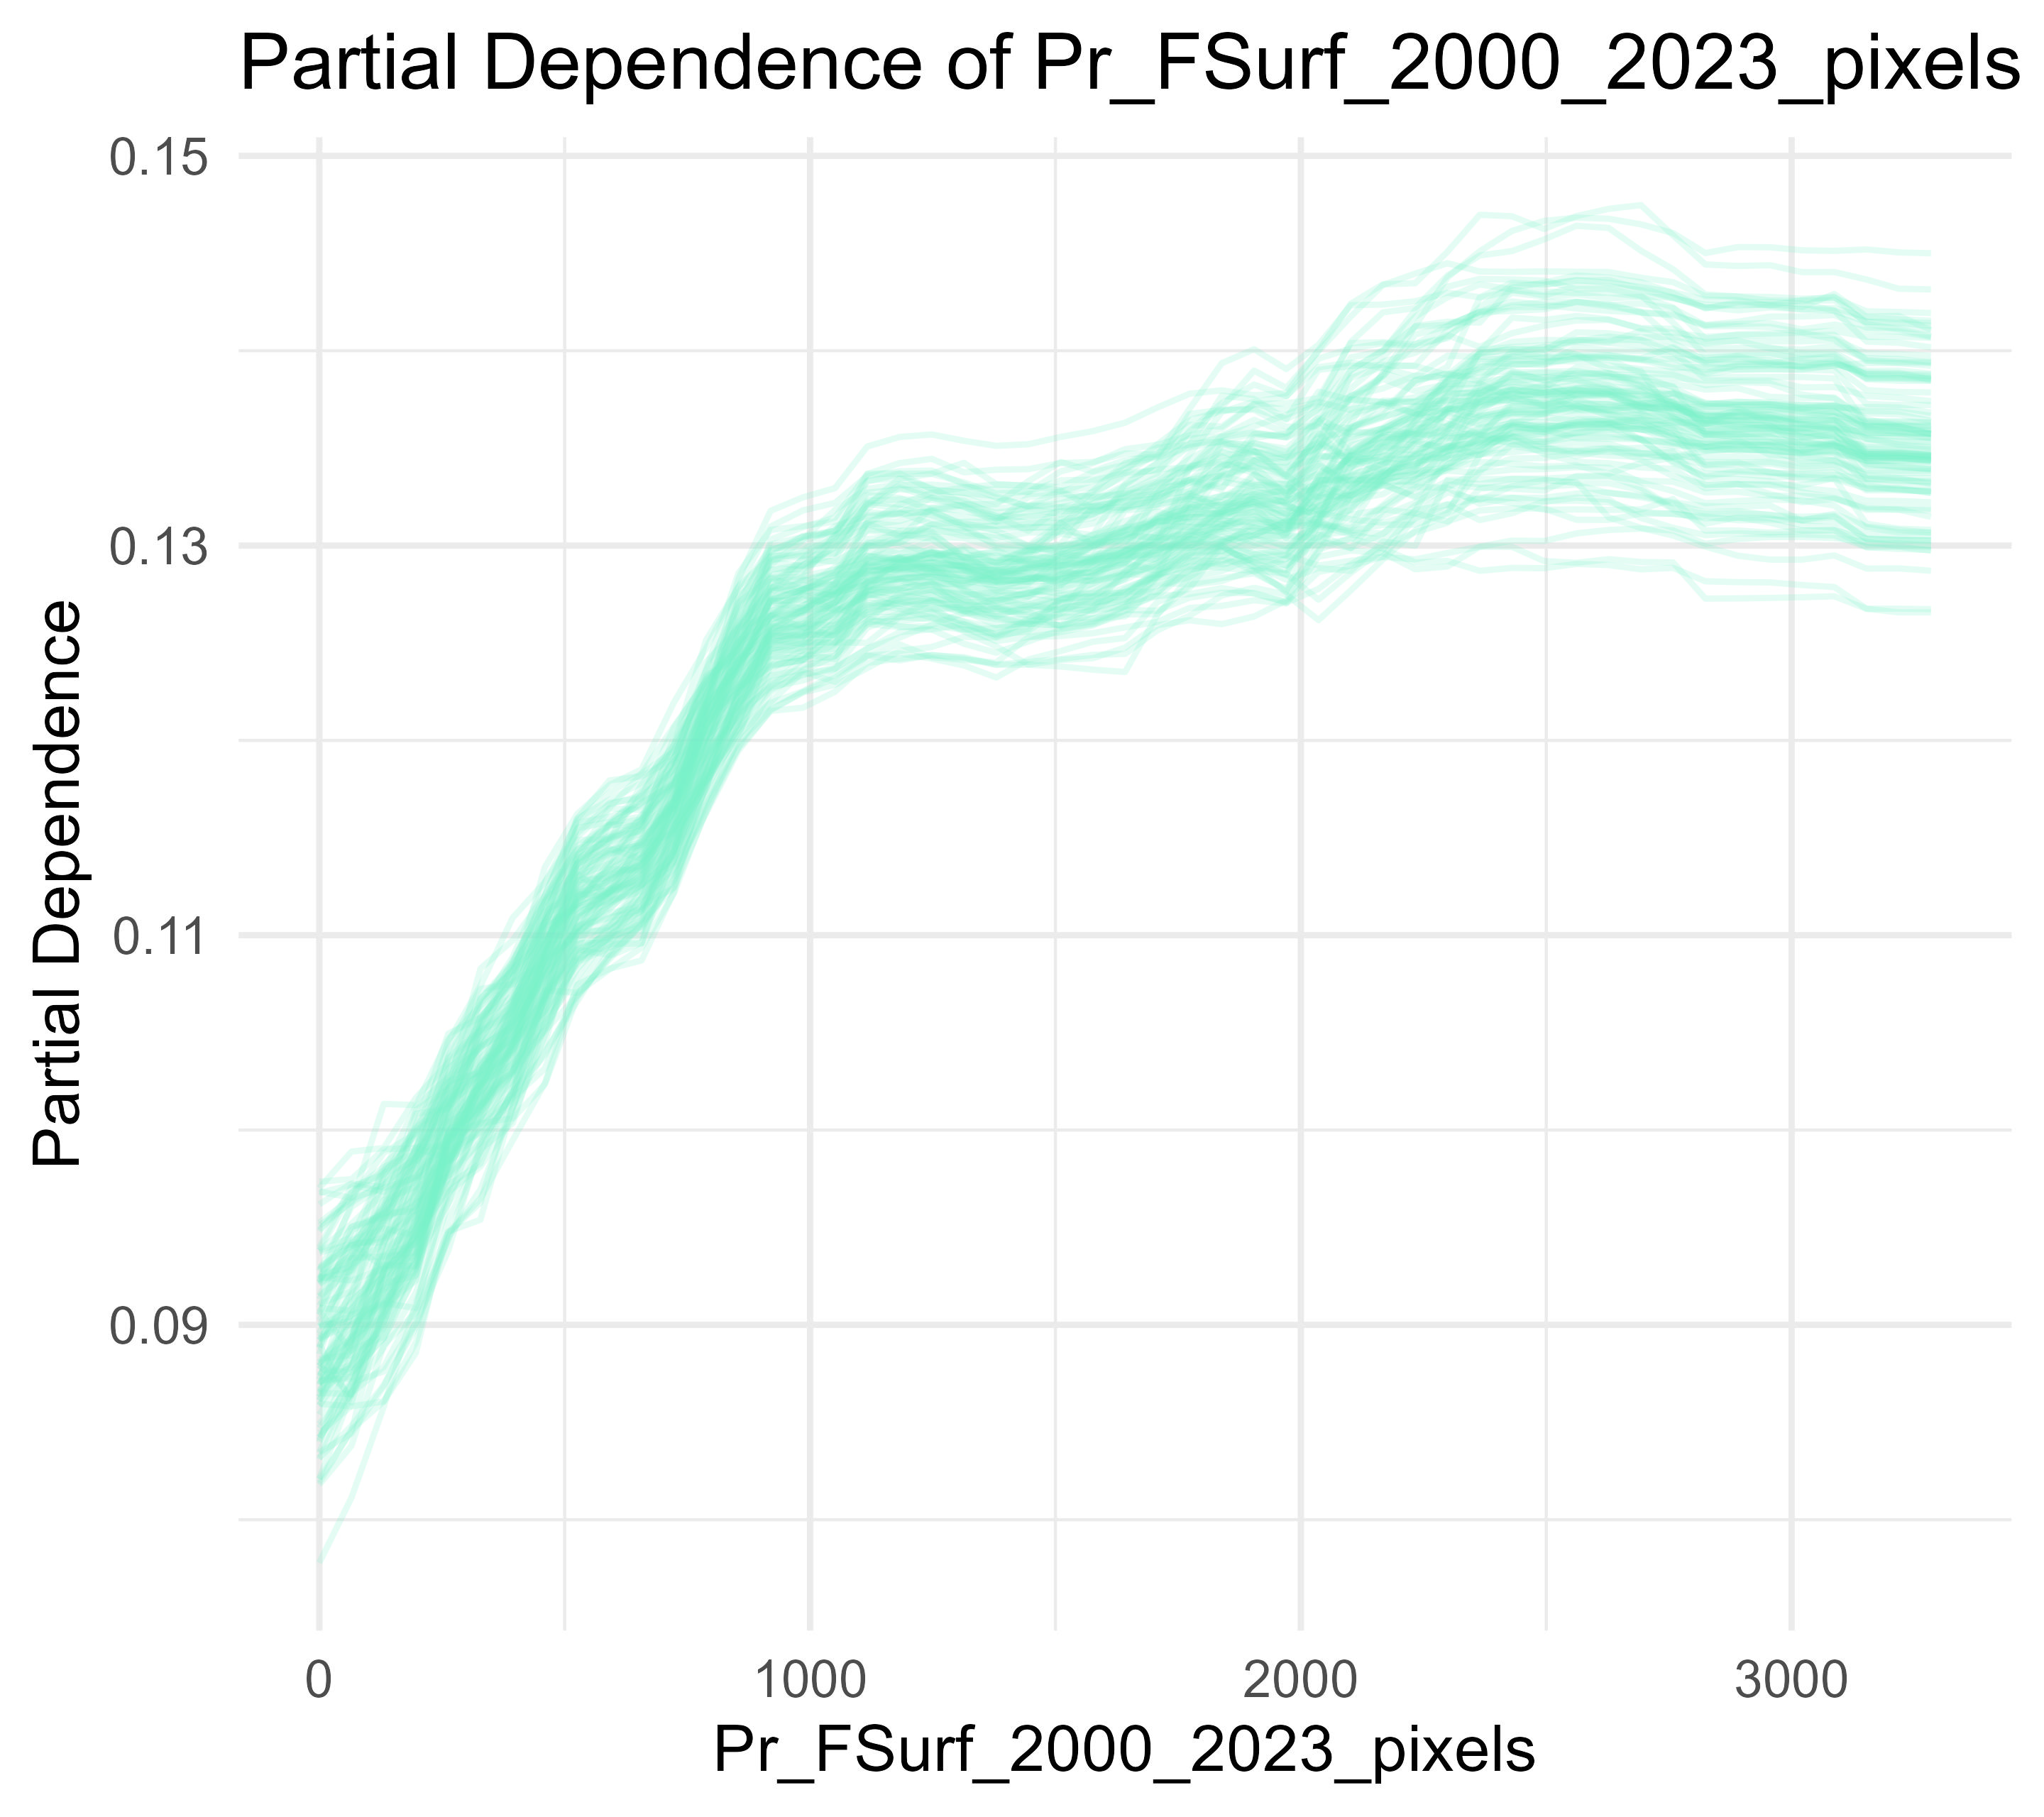 Partial Dependence of Pr_FSurf_2000_2023_pixels
0.15
0.13
0.11
0.09
Partial Dependence
0 1000 2000 3000
Pr_FSurf_2000_2023_pixels